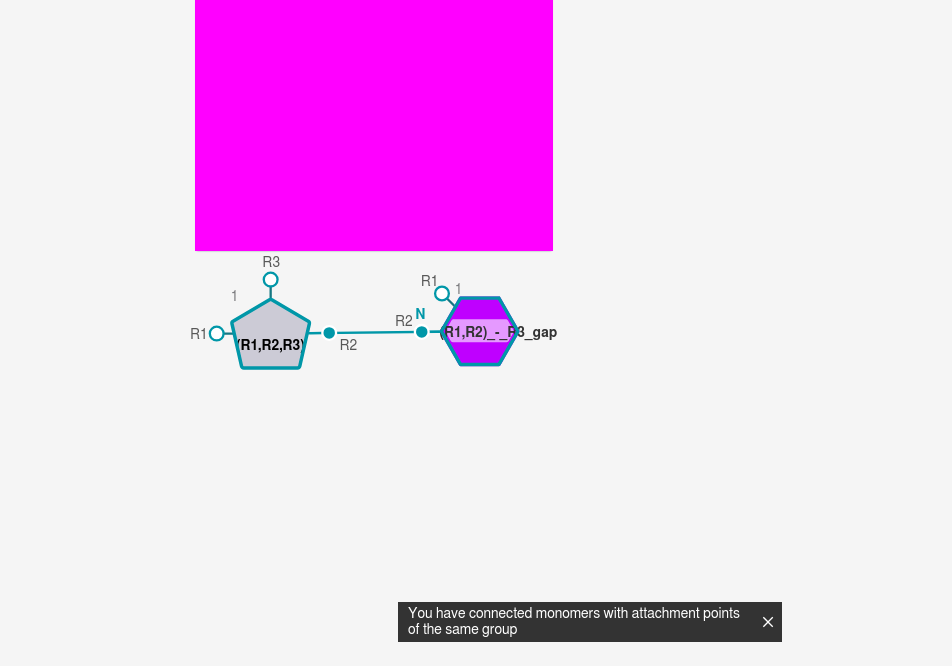 R3
R1
1
1
N
R2
R1
(R1,R2)_-_R3_gap
(R1,R2,R3)
R2
You have connected monomers with attachment points
of the same group